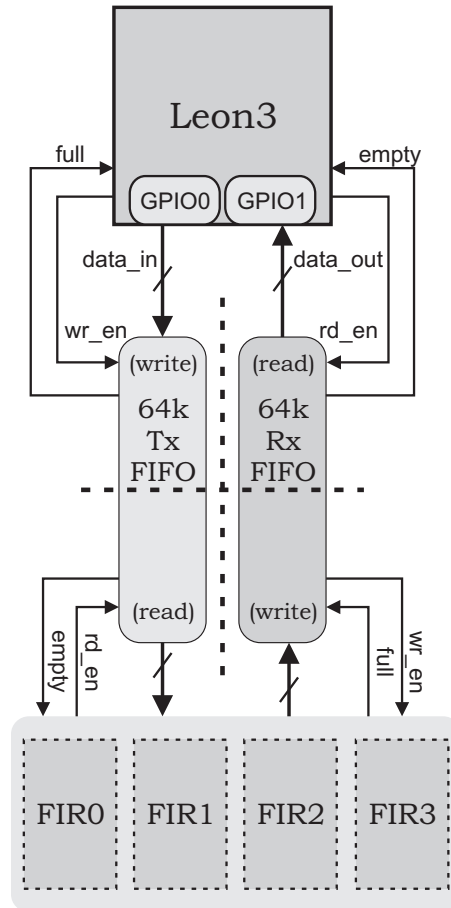 Leon3
full
empty
GPIO0
GPIO1
data_in
data_out
wr_en
rd_en
(write)
(read)
64k
Tx
FIFO
64k
Rx
FIFO
(read)
(write)
empty
rd_en
full
wr_en
FIR0
FIR1
FIR2
FIR3